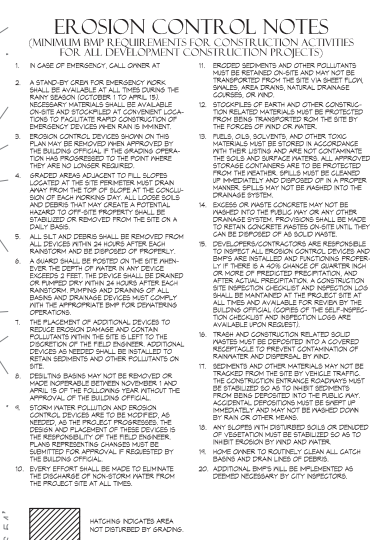 EROSION CONTROL NOTES
(MINIMUM BMP REQUIREMENTS FOR CONSTRUCTION ACTIVITIES
FOR ALL DEVELOPMENT CONSTRUCTION PROJECTS)
1. IN CASE OF EMERGENCY, CALL OWNER AT
2. A STAND-BY CREW FOR EMERGENCY WORK
SHALL BE AVAILABLE AT ALL TIMES DURING THE
RAINY SEASON (OCTOBER 1 TO APRIL 15).
NECESSARY MATERIALS SHALL BE AVAILABLE
ON-SITE AND STOCKPILED AT CONVENIENT LOCA-
TIONS TO FACILITATE RAPID CONSTRUCTION OF
EMERGENCY DEVICES WHEN RAIN IS IMMINENT.
3. EROSION CONTROL DEVICES SHOWN ON THIS
PLAN MAY BE REMOVED WHEN APPROVED BY
THE BUILDING OFFICIAL IF THE GRADING OPERA-
TION HAS PROGRESSED TO THE POINT WHERE
THEY ARE NO LONGER REQUIRED.
4. GRADED AREAS ADJACENT TO FILL SLOPES
LOCATED AT THE SITE PERIMETER MUST DRAIN
AWAY FROM THE TOP OF SLOPE AT THE CONCLU-
SION OF EACH WORKING DAY. ALL LOOSE SOILS
AND DEBRIS THAT MAY CREATE A POTENTIAL
HAZARD TO OFF-SITE PROPERTY SHALL BE
STABILIZED OR REMOVED FROM THE SITE ON A
DAILY BASIS.
5. ALL SILT AND DEBRIS SHALL BE REMOVED FROM
ALL DEVICES WITHIN 24 HOURS AFTER EACH
RAINSTORM AND BE DISPOSED OF PROPERLY.
6. A GUARD SHALL BE POSTED ON THE SITE WHEN-
EVER THE DEPTH OF WATER IN ANY DEVICE
EXCEEDS 2 FEET. THE DEVICE SHALL BE DRAINED
OR PUMPED DRY WITHIN 24 HOURS AFTER EACH
RAINSTORM. PUMPING AND DRAINING OF ALL
BASINS AND DRAINAGE DEVICES MUST COMPLY
WITH THE APPROPRIATE BMP FOR DEWATERING
OPERATIONS.
7. THE PLACEMENT OF ADDITIONAL DEVICES TO
REDUCE EROSION DAMAGE AND CONTAIN
POLLUTANTS WITHIN THE SITE IS LEFT TO THE
DISCRETION OF THE FIELD ENGINEER. ADDITIONAL
DEVICES AS NEEDED SHALL BE INSTALLED TO
RETAIN SEDIMENTS AND OTHER POLLUTANTS ON
SITE.
8. DESILTING BASINS MAY NOT BE REMOVED OR
MADE INOPERABLE BETWEEN NOVEMBER 1 AND
APRIL 15 OF THE FOLLOWING YEAR WITHOUT THE
APPROVAL OF THE BUILDING OFFICIAL.
9. STORM WATER POLLUTION AND EROSION
CONTROL DEVICES ARE TO BE MODIFIED, AS
NEEDED, AS THE PROJECT PROGRESSES, THE
DESIGN AND PLACEMENT OF THESE DEVICES IS
THE RESPONSIBILITY OF THE FIELD ENGINEER.
PLANS REPRESENTING CHANGES MUST BE
SUBMITTED FOR APPROVAL IF REQUESTED BY
THE BUILDING OFFICIAL.
10. EVERY EFFORT SHALL BE MADE TO ELIMINATE
THE DISCHARGE OF NON-STORM WATER FROM
THE PROJECT SITE AT ALL TIMES.
11. ERODED SEDIMENTS AND OTHER POLLUTANTS
MUST BE RETAINED ON-SITE AND MAY NOT BE
TRANSPORTED FROM THE SITE VIA SHEET FLOW,
SWALES, AREA DRAINS, NATURAL DRAINAGE
COURSES, OR WIND.
12. STOCKPILES OF EARTH AND OTHER CONSTRUC-
TION RELATED MATERIALS MUST BE PROTECTED
FROM BEING TRANSPORTED FROM THE SITE BY
THE FORCES OF WIND OR WATER.
13. FUELS, OILS, SOLVENTS, AND OTHER TOXIC
MATERIALS MUST BE STORED IN ACCORDANCE
WITH THEIR LISTING AND ARE NOT TO CONTAMINATE
THE SOILS AND SURFACE WATERS. ALL APPROVED
STORAGE CONTAINERS ARE TO BE PROTECTED
FROM THE WEATHER. SPILLS MUST BE CLEANED
UP IMMEDIATELY AND DISPOSED OF IN A PROPER
MANNER. SPILLS MAY NOT BE WASHED INTO THE
DRAINAGE SYSTEM.
14. EXCESS OR WASTE CONCRETE MAY NOT BE
WASHED INTO THE PUBLIC WAY OR ANY OTHER
DRAINAGE SYSTEM. PROVISIONS SHALL BE MADE
TO RETAIN CONCRETE WASTES ON-SITE UNTIL THEY
CAN BE DISPOSED OF AS SOLID WASTE.
15. DEVELOPERS/CONTRACTORS ARE RESPONSIBLE
TO INSPECT ALL EROSION CONTROL DEVICES AND
BMPS ARE INSTALLED AND FUNCTIONING PROPER-
LY IF THERE IS A 40% CHANCE OF QUARTER INCH
OR MORE OF PREDICTED PRECIPITATION, AND
AFTER ACTUAL PRECIPITATION. A CONSTRUCTION
SITE INSPECTION CHECKLIST AND INSPECTION LOG
SHALL BE MAINTAINED AT THE PROJECT SITE AT
ALL TIMES AND AVAILABLE FOR REVIEW BY THE
BUILDING OFFICIAL (COPIES OF THE SELF-INSPEC-
TION CHECKLIST AND INSPECTION LOGS ARE
AVAILABLE UPON REQUEST).
16. TRASH AND CONSTRUCTION RELATED SOLID
WASTES MUST BE DEPOSITED INTO A COVERED
RECEPTACLE TO PREVENT CONTAMINATION OF
RAINWATER AND DISPERSAL BY WIND.
17. SEDIMENTS AND OTHER MATERIALS MAY NOT BE
TRACKED FROM THE SITE BY VEHICLE TRAFFIC.
THE CONSTRUCTION ENTRANCE ROADWAYS MUST
BE STABILIZED SO AS TO INHIBIT SEDIMENTS
FROM BEING DEPOSITED INTO THE PUBLIC WAY.
ACCIDENTAL DEPOSITIONS MUST BE SWEPT UP
IMMEDIATELY AND MAY NOT BE WASHED DOWN
BY RAIN OR OTHER MEANS.
18. ANY SLOPES WITH DISTURBED SOILS OR DENUDED
OF VEGETATION MUST BE STABILIZED SO AS TO
INHIBIT EROSION BY WIND AND WATER.
19. HOME OWNER TO ROUTINELY CLEAN ALL CATCH
BASINS AND DRAIN LINES OF DEBRIS.
20. ADDITIONAL BMP'S WILL BE IMPLEMENTED AS
DEEMED NECESSARY BY CITY INSPECTORS.
HATCHING INDICATES AREA
NOT DISTURBED BY GRADING.